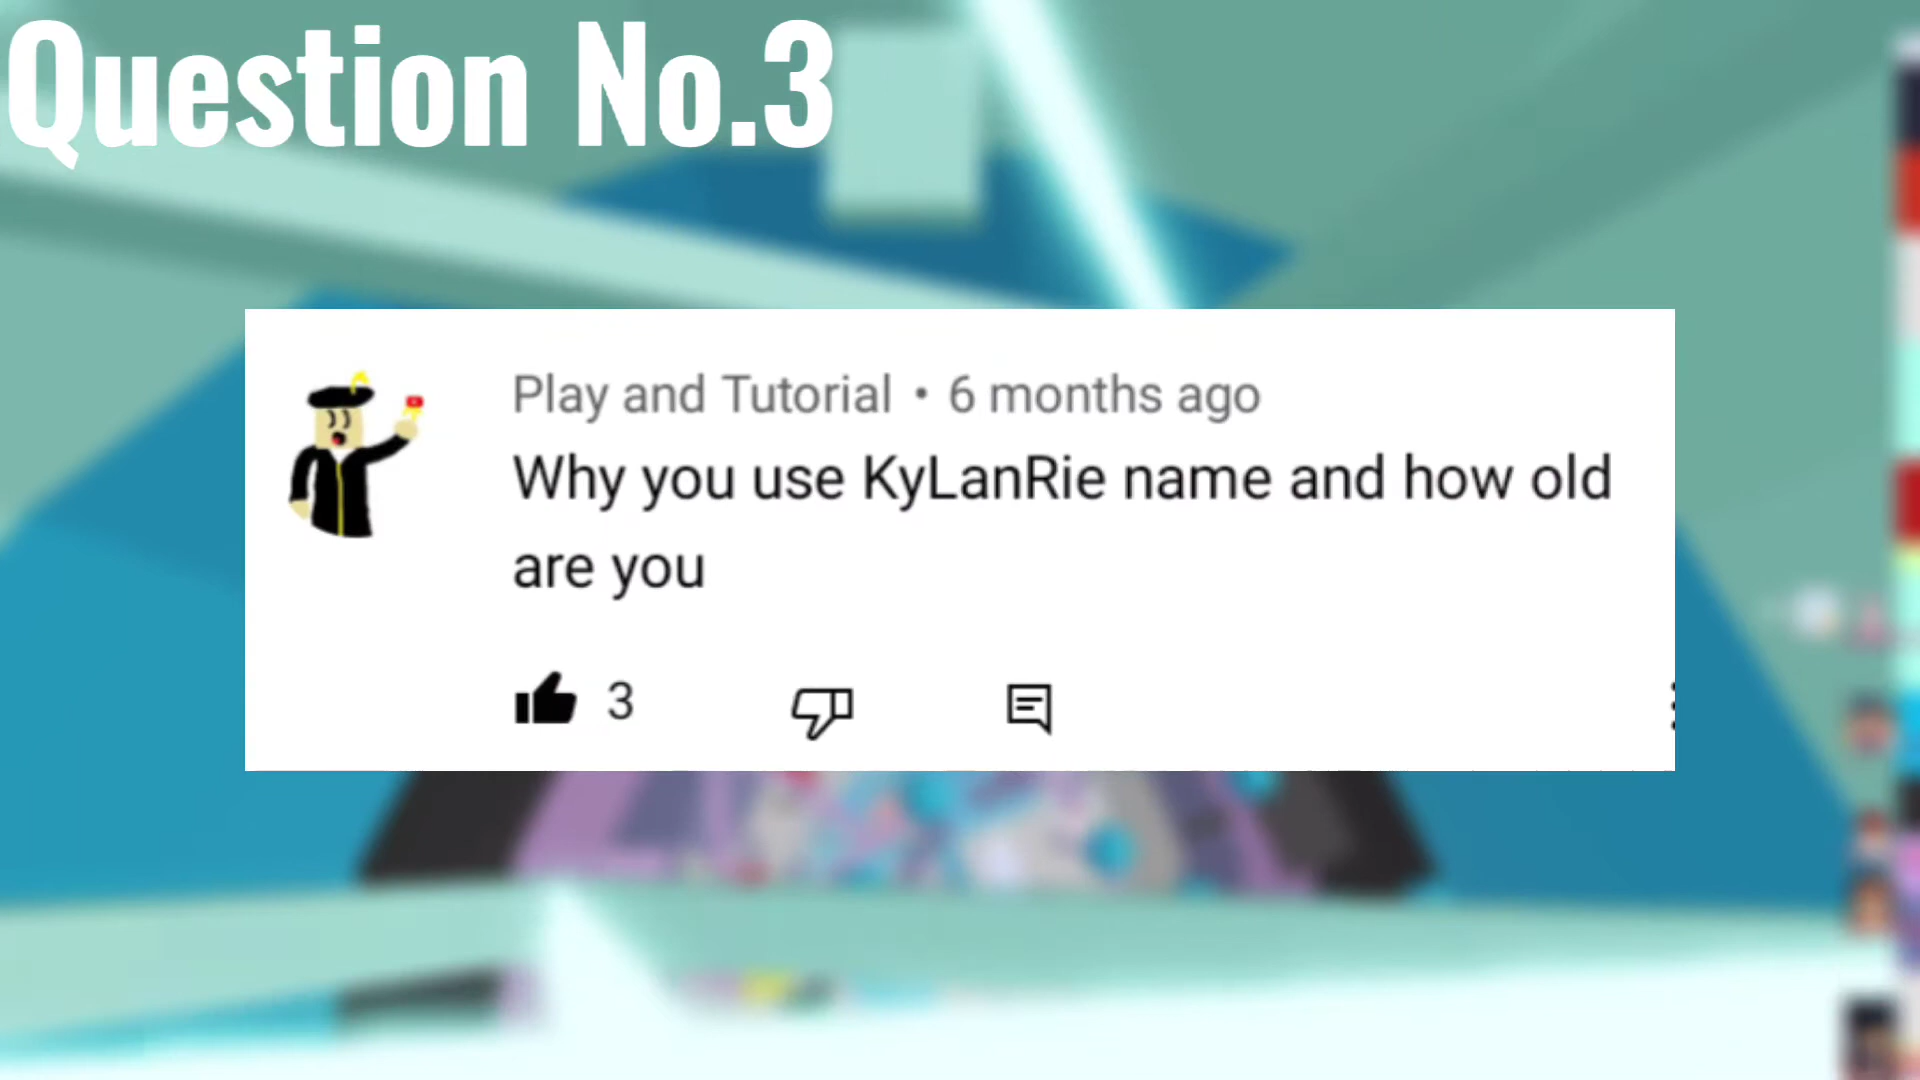 Question No.3
Play and Tutorial • 6 months ago
Why you use KyLanRie name and how old
are you
3